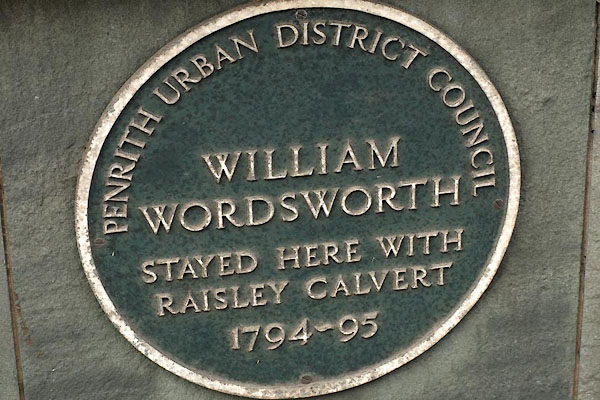 PENRITH URBAN DISTRICT COUNCIL
WILLIAM
WORDSWORTH
STAYED HERE WITH
RAISLEY CALVERT
1794-95